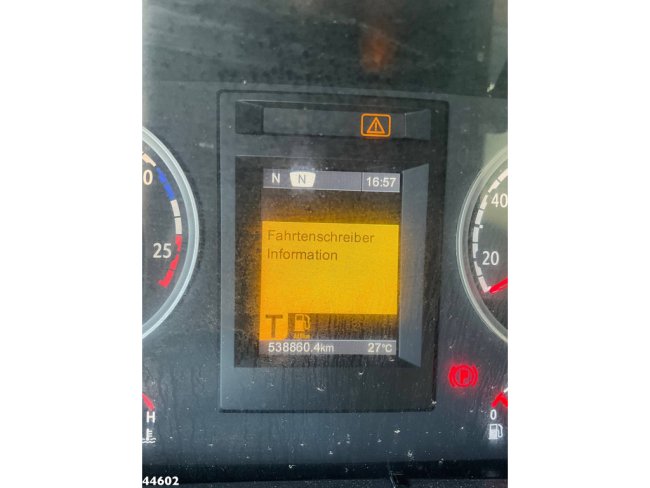 N N 16:57
Fahrtenschreiber
Information
T
538860.4km 27°C
25
40
20
H
0
P
44602